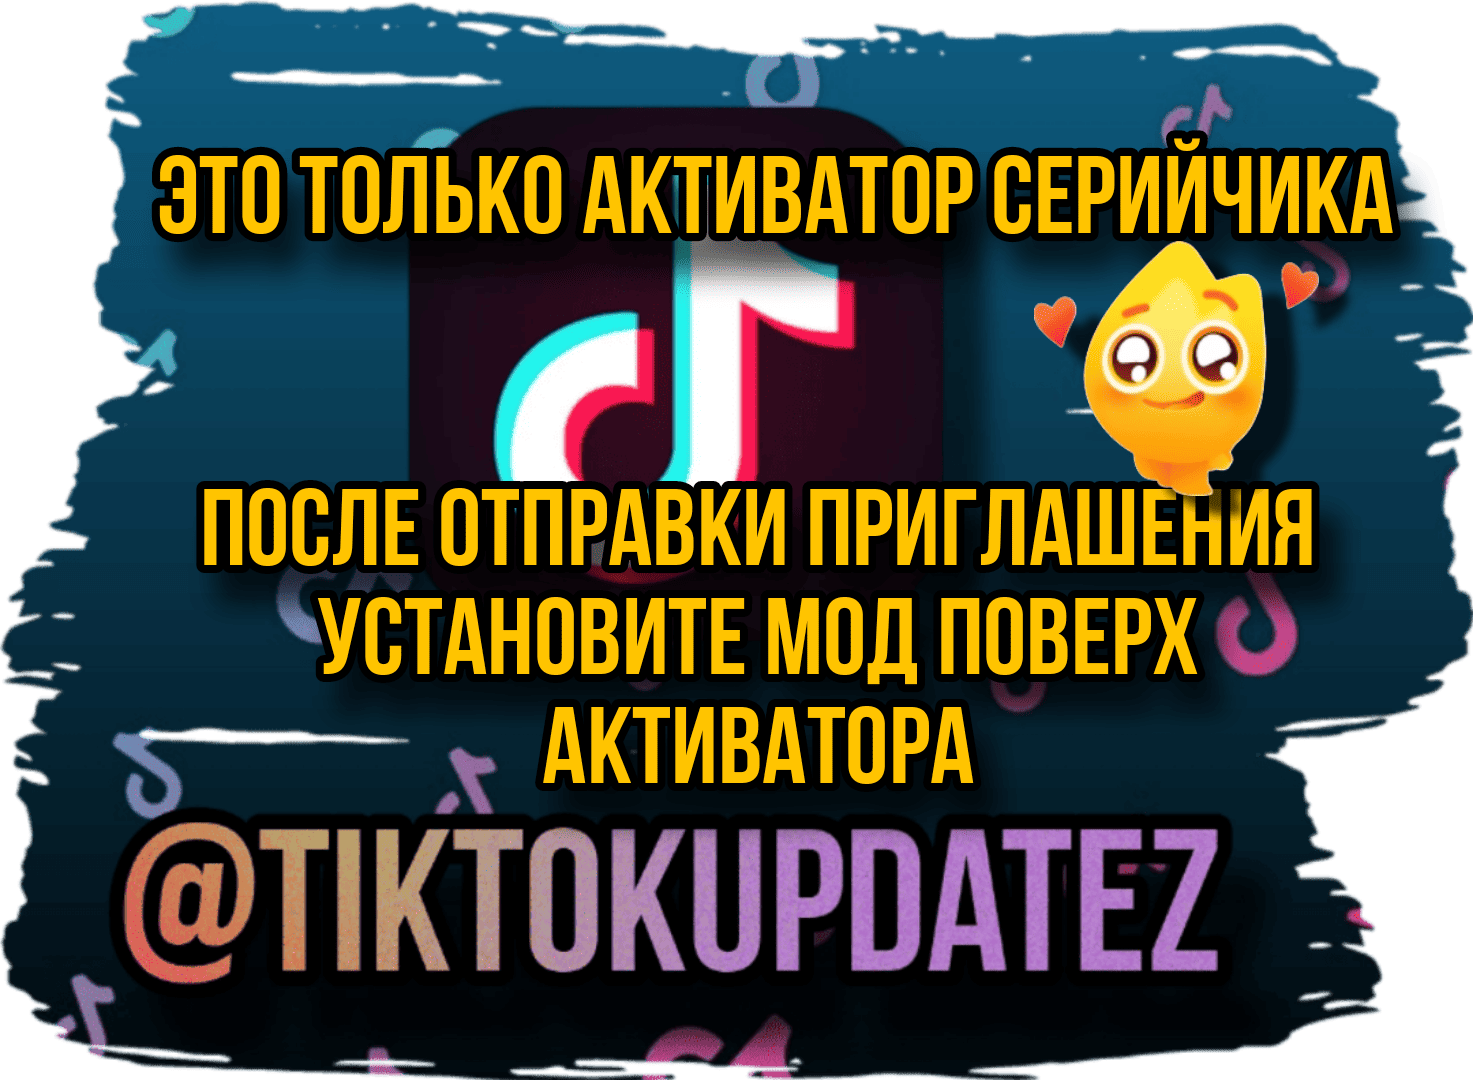 ЭТО ТОЛЬКО АКТИВАТОР СЕРИЙЧИКА
ПОСЛЕ ОТПРАВКИ ПРИГЛАШЕНИЯ
УСТАНОВИТЕ МОД ПОВЕРХ
АКТИВАТОРА
@TIKTOKUPDATEZ